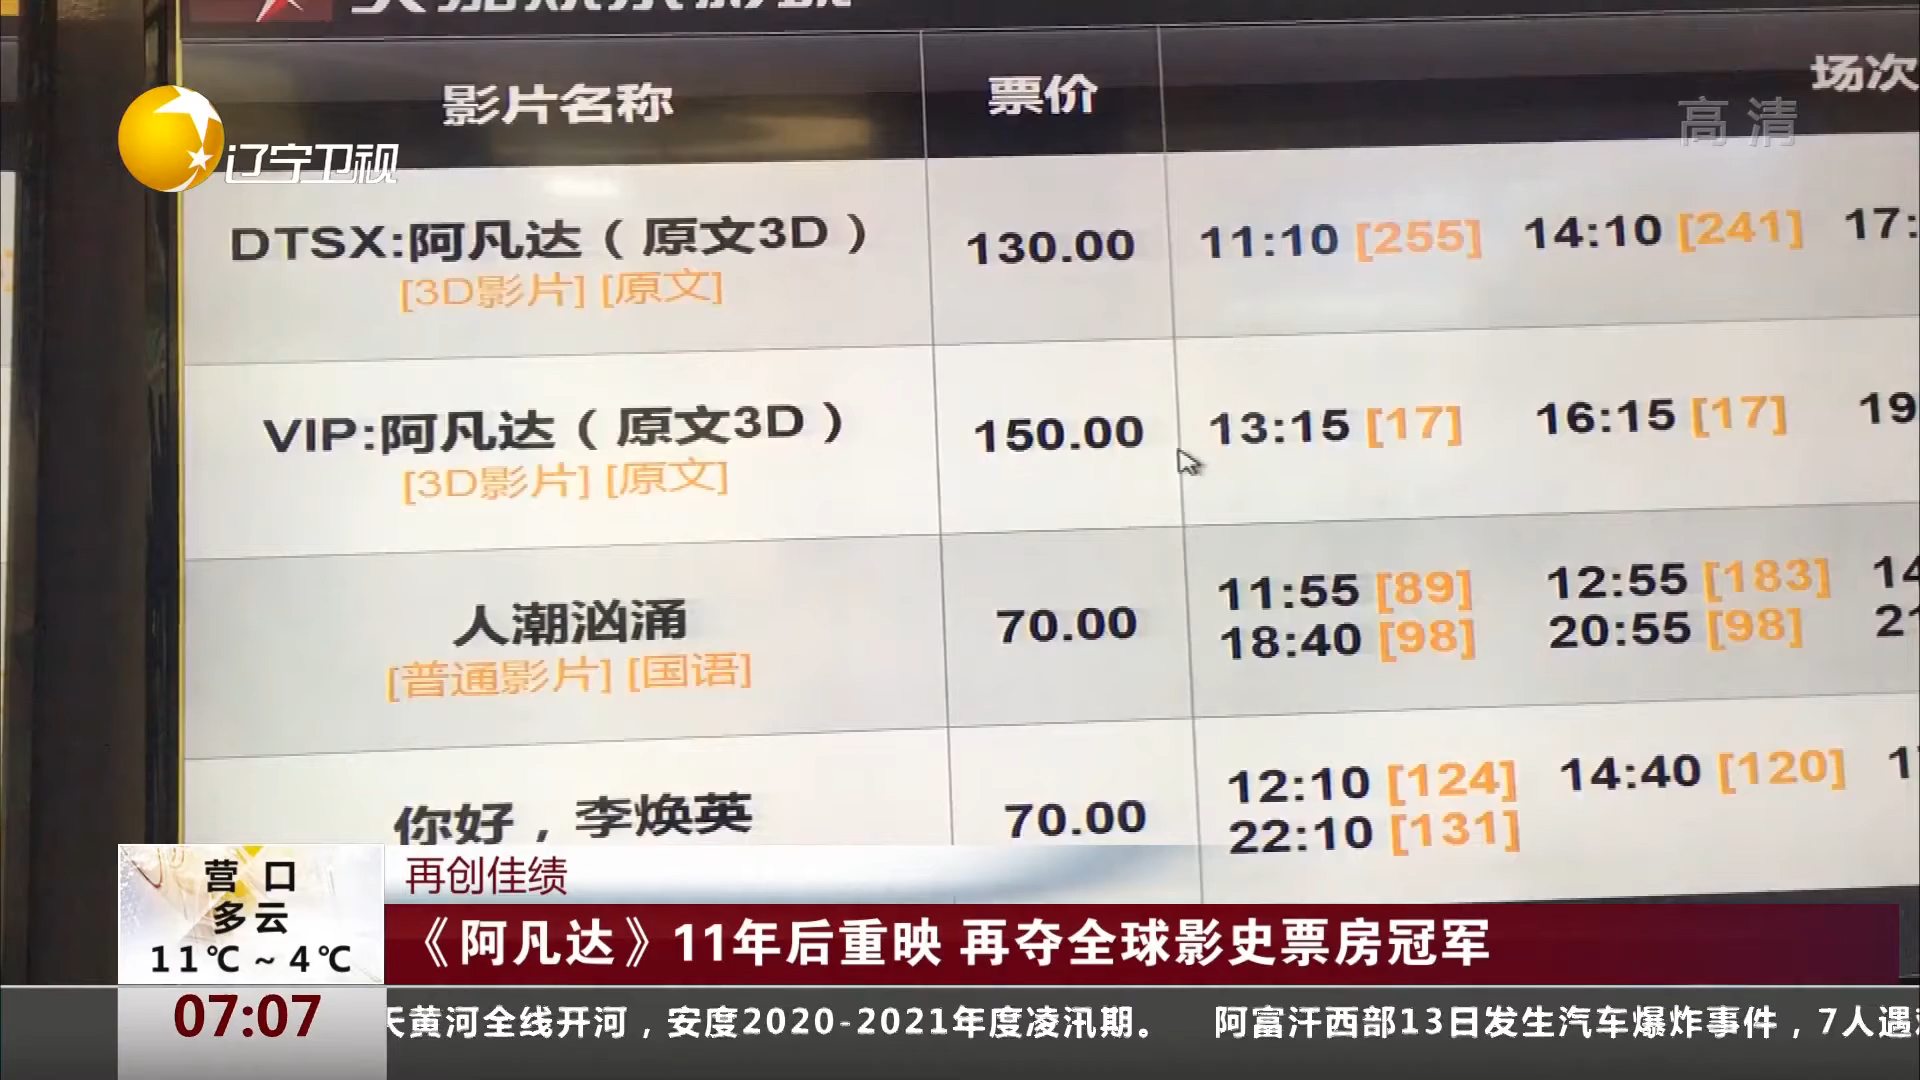 影片名称 票价 场次
高清
辽宁卫视
DTSX:阿凡达（原文3D） 130.00 11:10 [255] 14:10 [241] 17:
[3D影片] [原文]
VIP:阿凡达（原文3D） 150.00 13:15 [17] 16:15 [17] 19
[3D影片] [原文]
人潮汹涌 70.00 11:55 [89] 12:55 [183] 14
[普通影片] [国语] 18:40 [98] 20:55 [98] 21
你好，李焕英 70.00 12:10 [124] 14:40 [120] 1
22:10 [131]
营口
多云
11℃~4℃
再创佳绩
《阿凡达》11年后重映 再夺全球影史票房冠军
07:07
天黄河全线开河，安度2020-2021年度凌汛期。 阿富汗西部13日发生汽车爆炸事件，7人遇